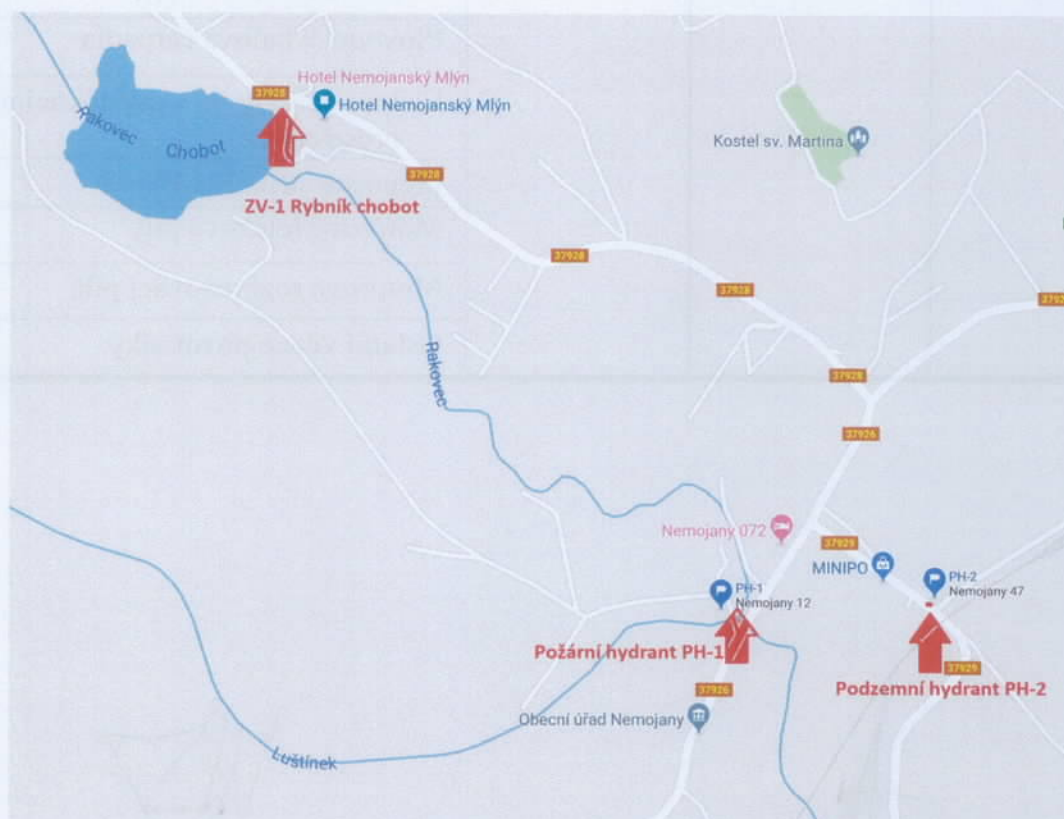 Hotel Nemojanský Mlýn
37928
Hotel Nemojanský Mlýn
Rakovec
Chobot
Kostel sv. Martina
37928
ZV-1 Rybník chobot
37928
37928
Rakovec
37928
37926
Nemojany 072
37929
MINIPO
PH-1
Nemojany 12
PH-2
Nemojany 47
Požární hydrant PH-1
37929
Podzemní hydrant PH-2
37926
Obecní úřad Nemojany
Luštínek